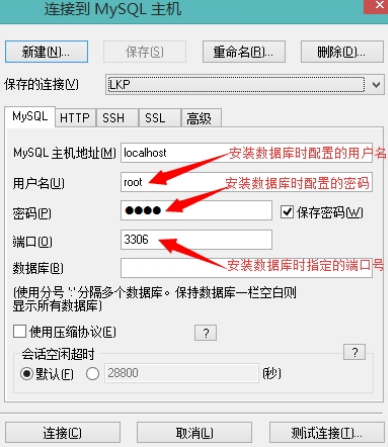 连接到 MySQL 主机
新建(N)... 保存(S) 重命名(R)... 删除(D)...
保存的连接(V) LKP
MySQL HTTP SSH SSL 高级
MySQL 主机地址(M) localhost 安装数据库时配置的用户名
用户名(U) root 安装数据库时配置的密码
密码(P) ●●●● 保存密码(W)
端口(O) 3306
数据库(B) 安装数据库时指定的端口号
(使用分号 ';' 分隔多个数据库。保持数据库一栏空白则
显示所有数据库)
使用压缩协议(E) ?
会话空闲超时 ?
默认(F) 28800 (秒)
连接(C) 取消(L) 测试连接(T)...